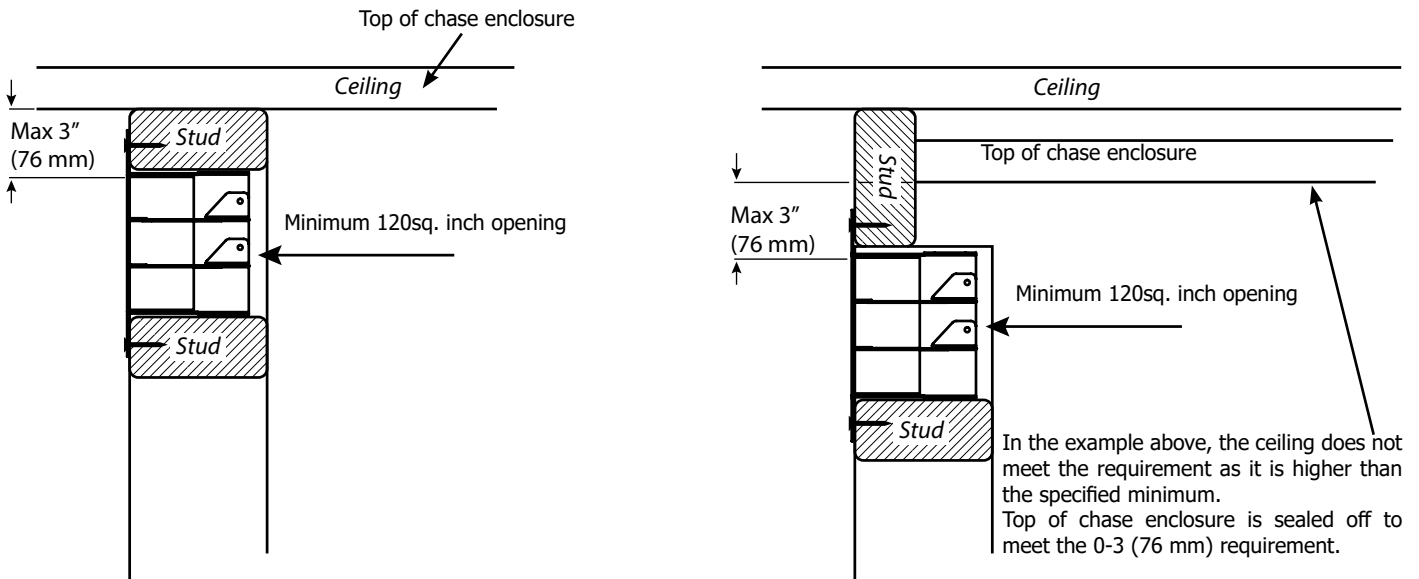 Top of chase enclosure
Ceiling
Max 3”
(76 mm)
Stud
Minimum 120sq. inch opening
Stud
Ceiling
Top of chase enclosure
Stud
Max 3”
(76 mm)
Minimum 120sq. inch opening
Stud
In the example above, the ceiling does not
meet the requirement as it is higher than
the specified minimum.
Top of chase enclosure is sealed off to
meet the 0-3 (76 mm) requirement.